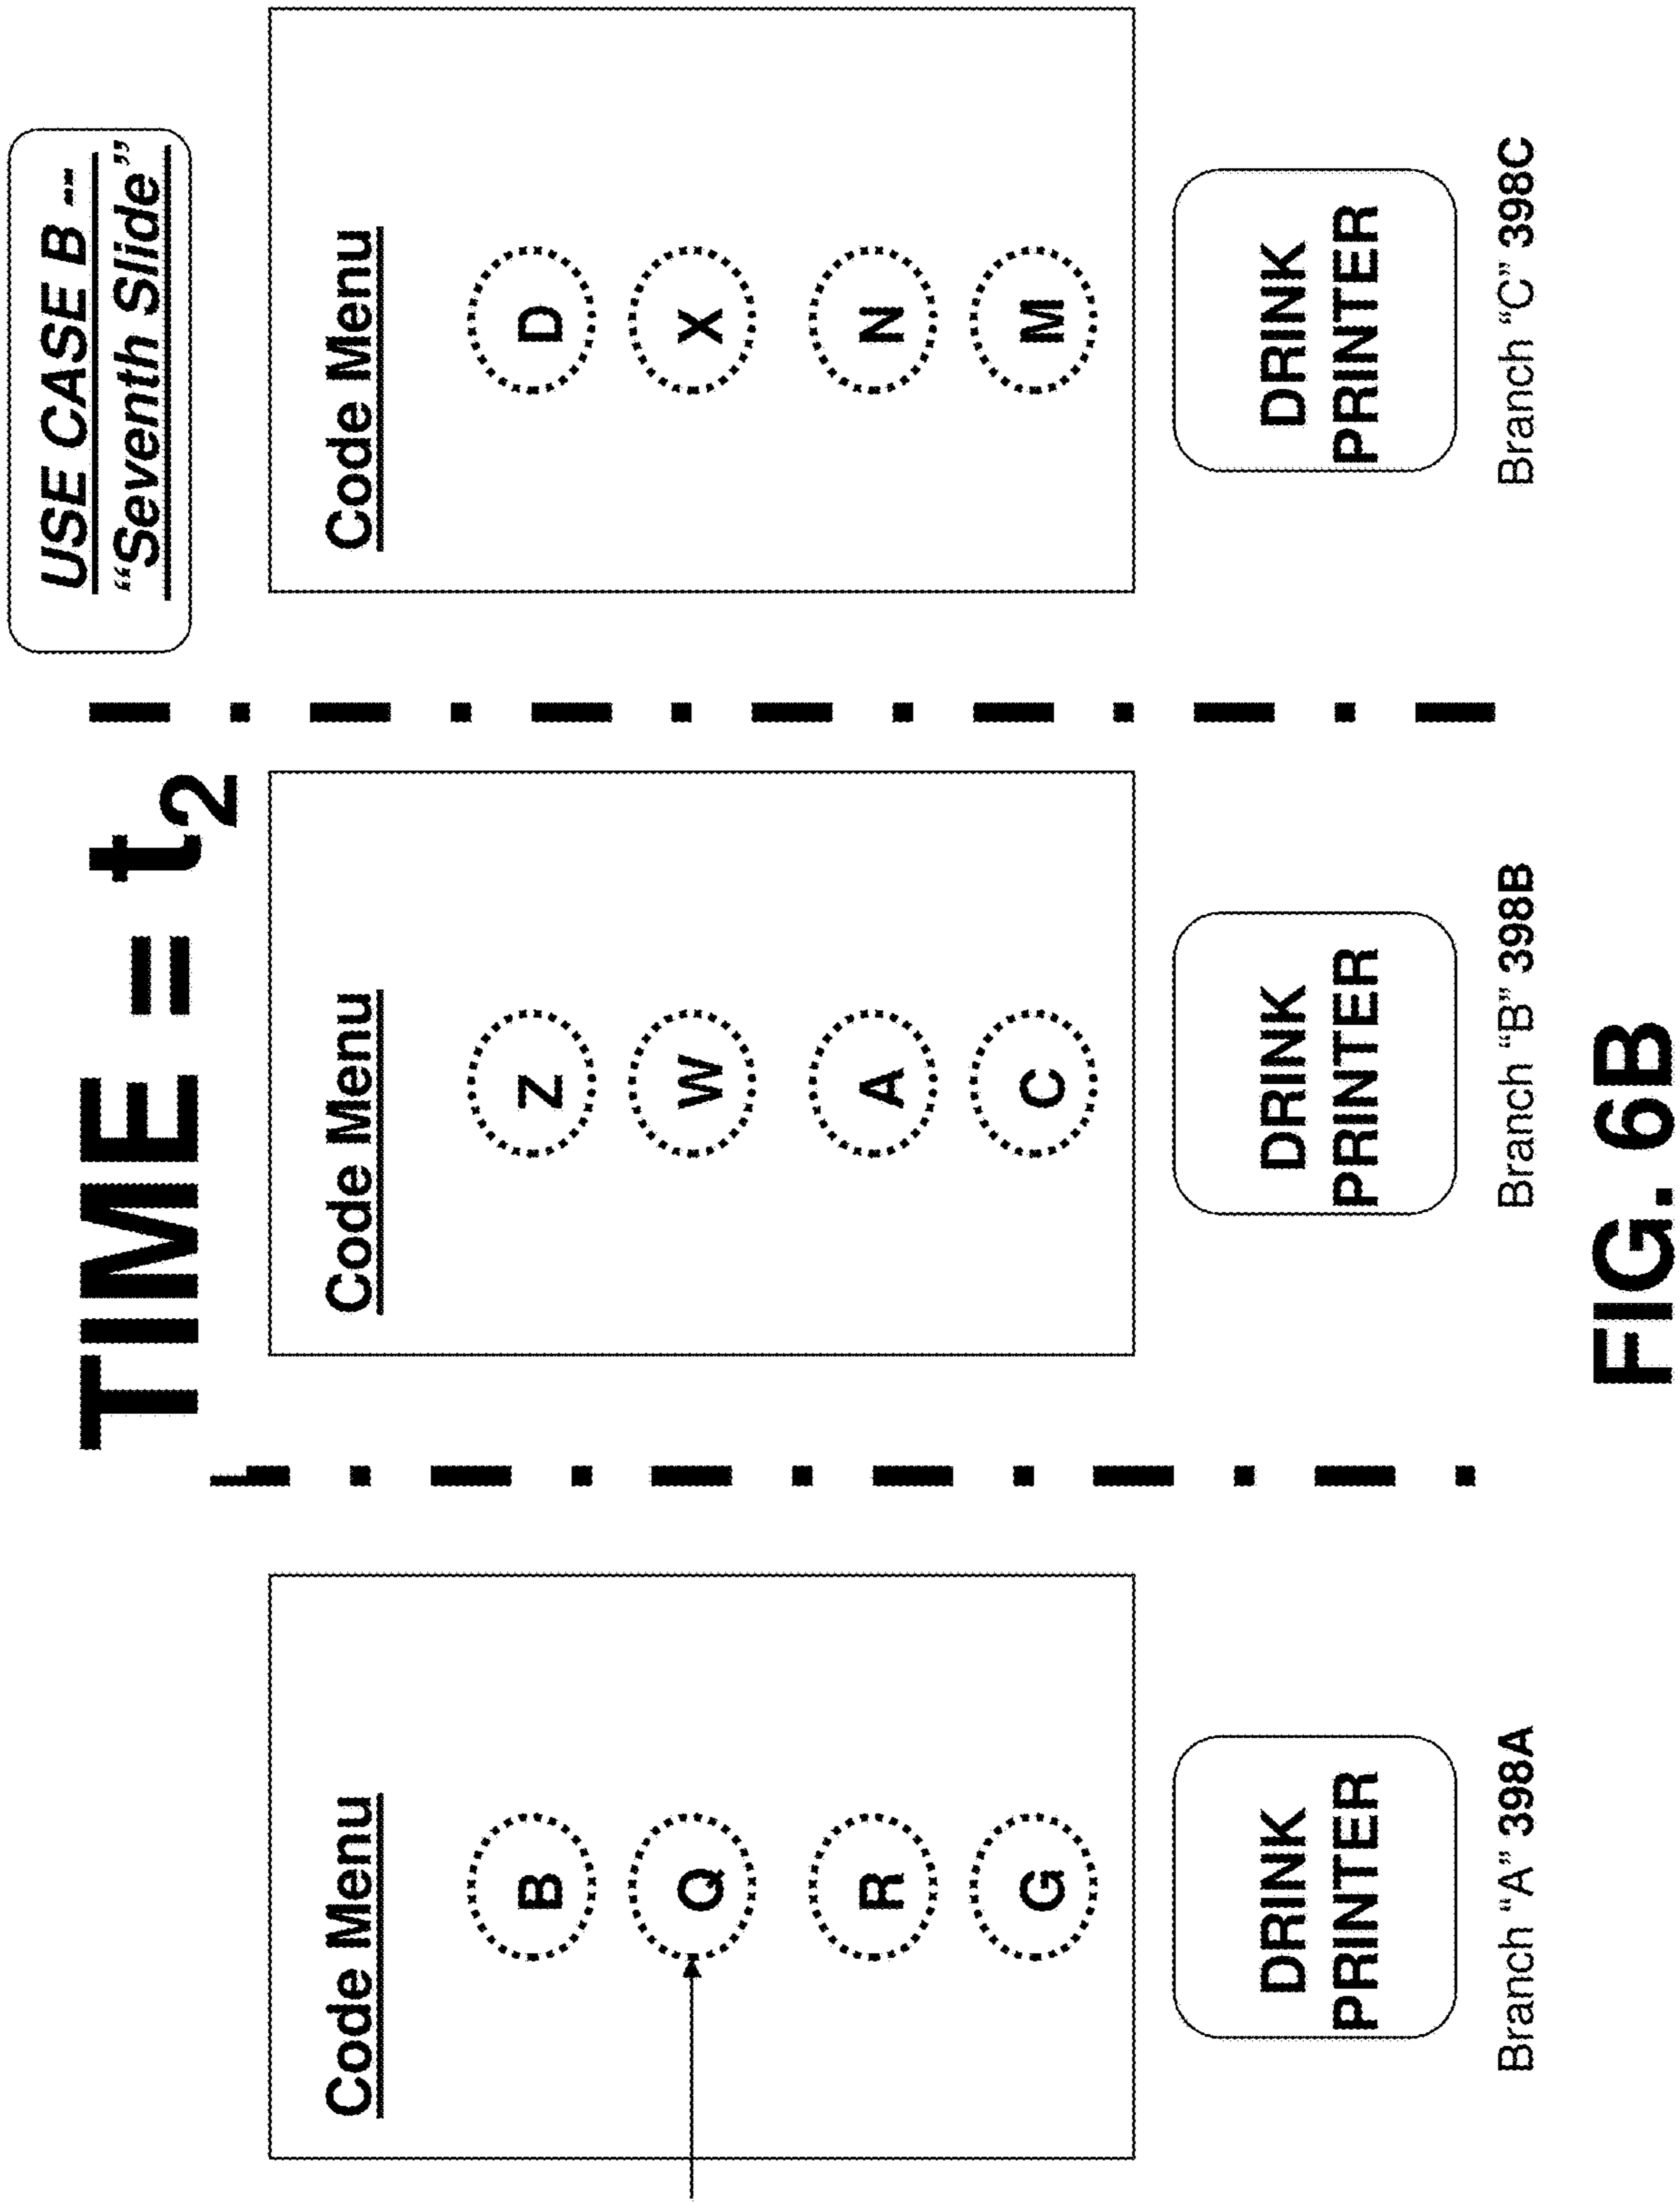 USE CASE B --
“Seventh Slide”
TIME = t2
Code Menu
B
Q
R
G
DRINK
PRINTER
Branch “A” 398A
Code Menu
Z
W
A
C
DRINK
PRINTER
Branch “B” 398B
Code Menu
D
X
N
M
DRINK
PRINTER
Branch “C” 398C
FIG. 6B